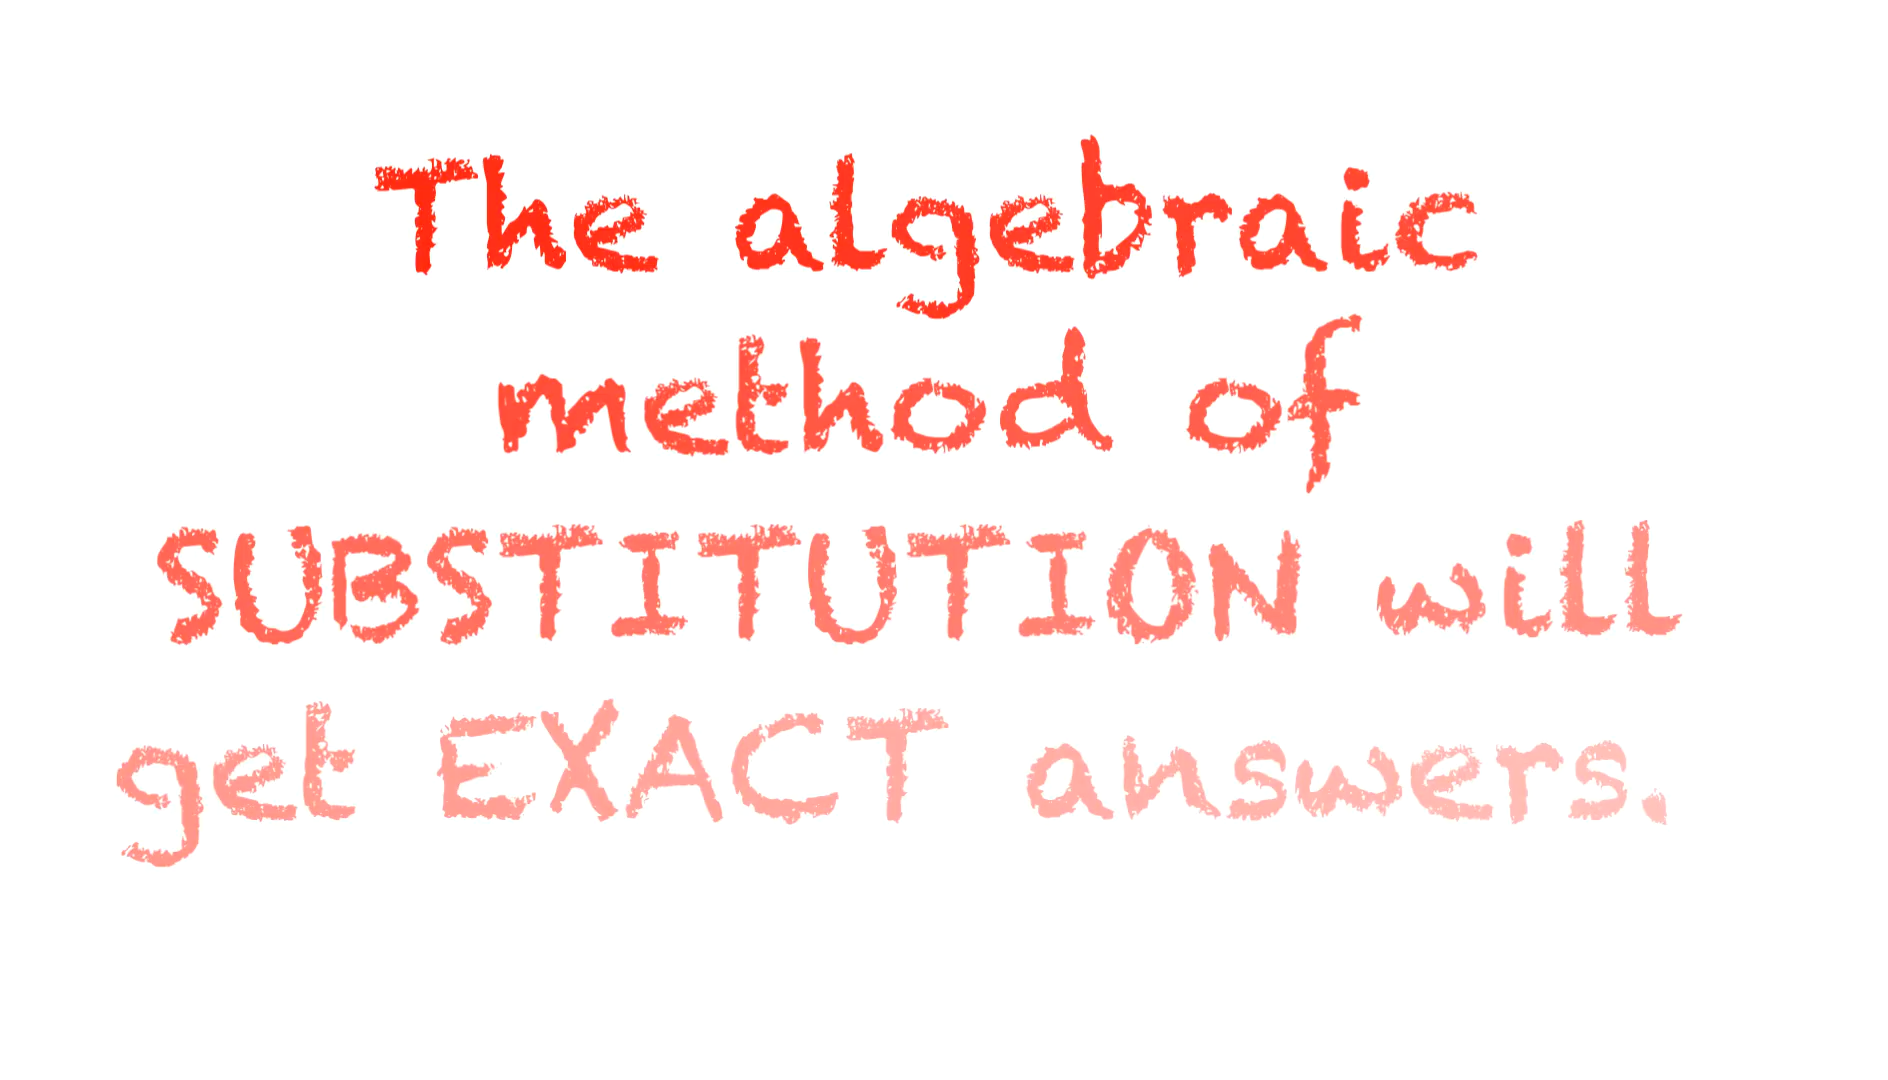 The algebraic
method of
SUBSTITUTION will
get EXACT answers.